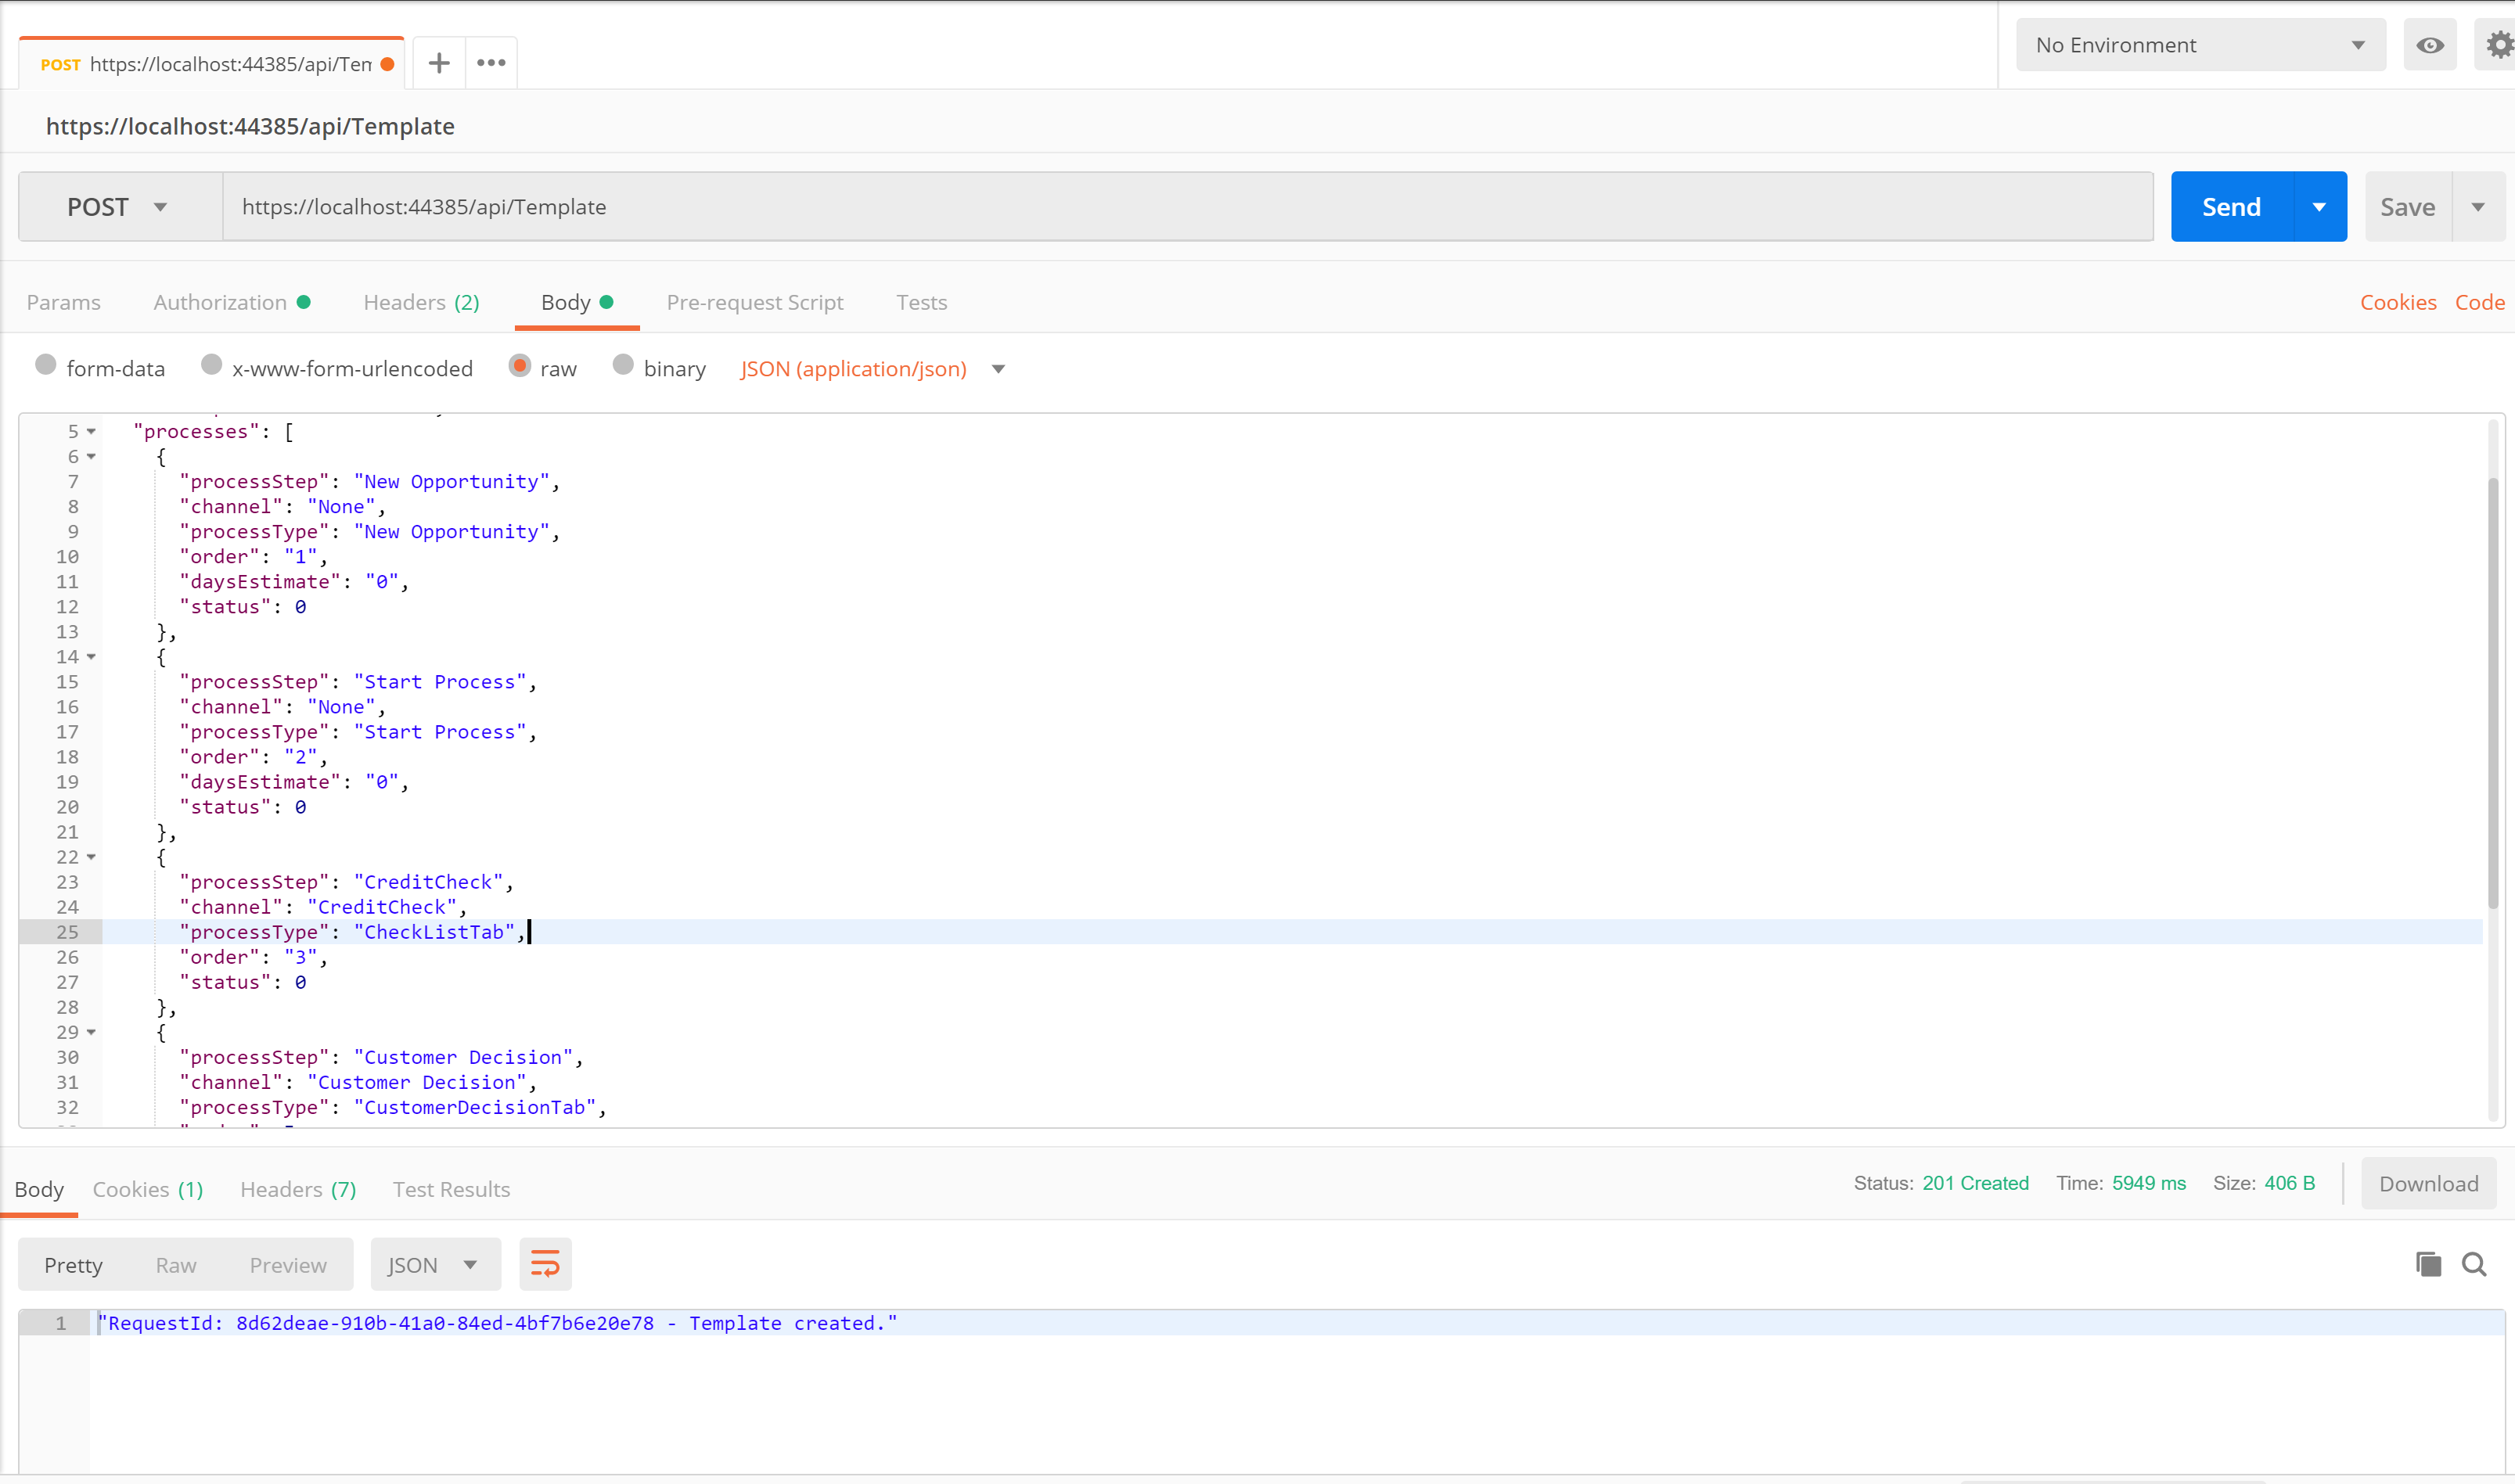 POST https://localhost:44385/api/Tem
No Environment
https://localhost:44385/api/Template
POST https://localhost:44385/api/Template Send Save
Params Authorization Headers (2) Body Pre-request Script Tests Cookies Code
form-data x-www-form-urlencoded raw binary JSON (application/json)
5 "processes": [
6 {
7 "processStep": "New Opportunity",
8 "channel": "None",
9 "processType": "New Opportunity",
10 "order": "1",
11 "daysEstimate": "0",
12 "status": 0
13 },
14 {
15 "processStep": "Start Process",
16 "channel": "None",
17 "processType": "Start Process",
18 "order": "2",
19 "daysEstimate": "0",
20 "status": 0
21 },
22 {
23 "processStep": "CreditCheck",
24 "channel": "CreditCheck",
25 "processType": "CheckListTab",
26 "order": "3",
27 "status": 0
28 },
29 {
30 "processStep": "Customer Decision",
31 "channel": "Customer Decision",
32 "processType": "CustomerDecisionTab",
Body Cookies (1) Headers (7) Test Results Status: 201 Created Time: 5949 ms Size: 406 B Download
Pretty Raw Preview JSON
1 "RequestId: 8d62deae-910b-41a0-84ed-4bf7b6e20e78 - Template created."